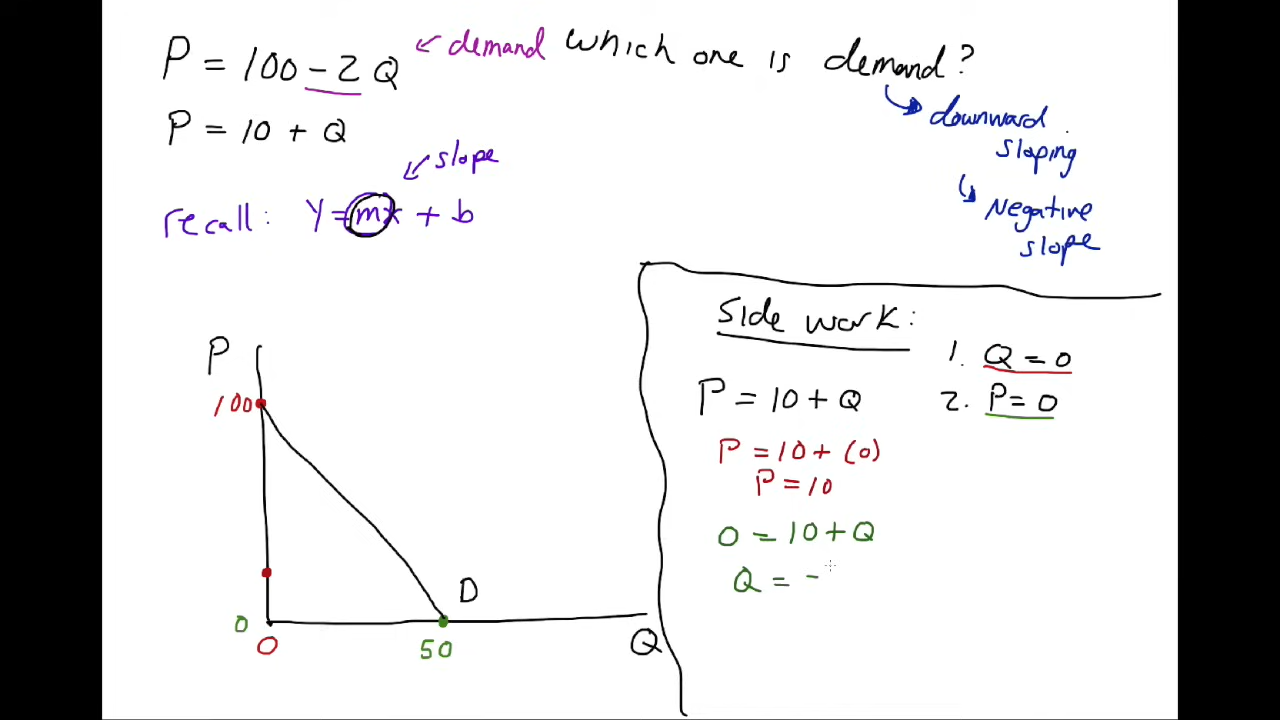 P = 100 - 2Q ↙ demand which one is demand?
P = 10 + Q
↙ slope
recall: Y = mx + b
downward
sloping
Negative
slope
Side work:
1. Q = 0
2. P = 0
P = 10 + Q
P = 10 + (0)
P = 10
0 = 10 + Q
Q = -
P
100
D
0
0
50
Q